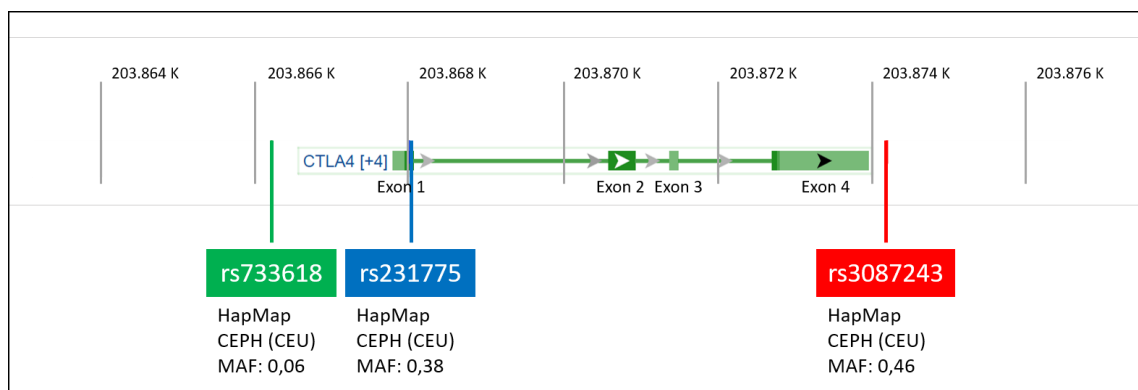 203.864 K 203.866 K 203.868 K 203.870 K 203.872 K 203.874 K 203.876 K
CTLA4 [+4]
Exon 1 Exon 2 Exon 3 Exon 4
rs733618 rs231775 rs3087243
HapMap HapMap HapMap
CEPH (CEU) CEPH (CEU) CEPH (CEU)
MAF: 0,06 MAF: 0,38 MAF: 0,46